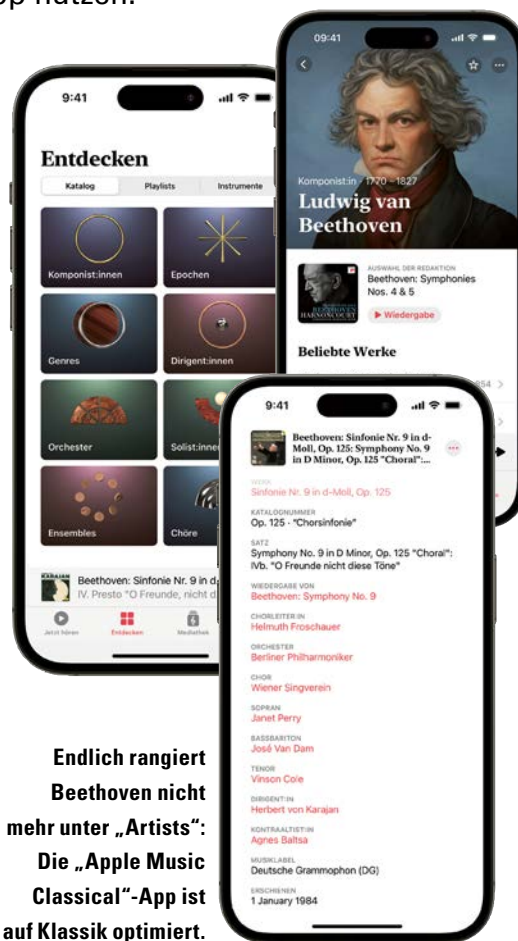 pp nutzen.
9:41
Entdecken
Katalog
Playlists
Instrumente
Komponist:innen
Epochen
Genres
Dirigent:innen
Orchester
Solist:innen
Ensembles
Chöre
KARAJAN
Beethoven: Sinfonie Nr. 9 in d
IV. Presto "O Freunde, nicht d
Jetzt hören
Entdecken
Mediathek
09:41
Komponist:in · 1770 – 1827
Ludwig van
Beethoven
AUSWAHL DER REDAKTION
Beethoven: Symphonies
Nos. 4 & 5
BEETHOVEN
HARNONCOURT
Wiedergabe
Beliebte Werke
854
9:41
Beethoven: Sinfonie Nr. 9 in d-
Moll, Op. 125: Symphony No. 9
in D Minor, Op. 125 "Choral":...
WERK
Sinfonie Nr. 9 in d-Moll, Op. 125
KATALOGNUMMER
Op. 125 · "Chorsinfonie"
SATZ
Symphony No. 9 in D Minor, Op. 125 "Choral":
IVb. "O Freunde nicht diese Töne"
WIEDERGABE VON
Beethoven: Symphony No. 9
CHORLEITER:IN
Helmuth Froschauer
ORCHESTER
Berliner Philharmoniker
CHOR
Wiener Singverein
SOPRAN
Janet Perry
BASSBARITON
José Van Dam
TENOR
Vinson Cole
DIRIGENT:IN
Herbert von Karajan
KONTRAALTIST:IN
Agnes Baltsa
MUSIKLABEL
Deutsche Grammophon (DG)
ERSCHIENEN
1 January 1984
Endlich rangiert
Beethoven nicht
mehr unter „Artists“:
Die „Apple Music
Classical“-App ist
auf Klassik optimiert.